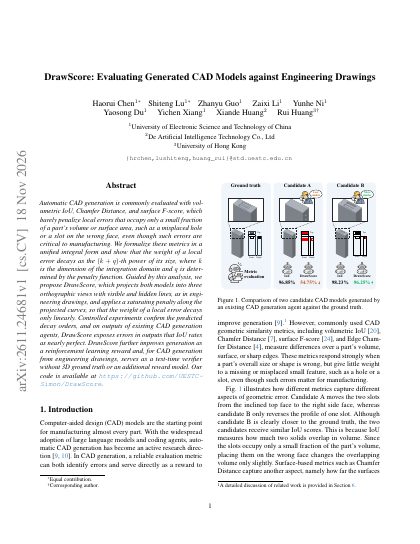 DrawScore: Evaluating Generated CAD Models against Engineering Drawings
Haorui Chen1* Shiteng Lu1* Zhanyu Guo1 Zaixi Li1 Yunhe Ni1
Yaosong Du1 Yichen Xiang1 Xiande Huang2 Rui Huang3†
1University of Electronic Science and Technology of China
2De Artificial Intelligence Technology Co., Ltd
3University of Hong Kong
{hrchen,lushiteng,huang_rui}@std.uestc.edu.cn
arXiv:2611.24681v1 [cs.CV] 18 Nov 2026
Abstract
Automatic CAD generation is commonly evaluated with vol-
umetric IoU, Chamfer Distance, and surface F-score, which
barely penalize local errors that occupy only a small fraction
of a part's volume or surface area, such as a misplaced hole
or a slot on the wrong face, even though such errors are
critical to manufacturing. We formalize these metrics in a
unified integral form and show that the weight of a local
error decays as the (k + q)-th power of its size, where k
is the dimension of the integration domain and q is deter-
mined by the penalty function. Guided by this analysis, we
propose DrawScore, which projects both models into three
orthographic views with visible and hidden lines, as in engi-
neering drawings, and applies a saturating penalty along the
projected curves, so that the weight of a local error decays
only linearly. Controlled experiments confirm the predicted
decay orders, and on outputs of existing CAD generation
agents, DrawScore exposes errors in outputs that IoU rates
as nearly perfect. DrawScore further improves generation as
a reinforcement learning reward and, for CAD generation
from engineering drawings, serves as a test-time verifier
without 3D ground truth or an additional reward model. Our
code is available at https://github.com/UESTC-
Simon/DrawScore.
1. Introduction
Computer-aided design (CAD) models are the starting point
for manufacturing almost every part. With the widespread
adoption of large language models and coding agents, auto-
matic CAD generation has become an active research direc-
tion [9, 10]. In CAD generation, a reliable evaluation metric
can both identify errors and serve directly as a reward to
*Equal contribution.
†Corresponding author.
Ground truth
Candidate A
Candidate B
Metric
evaluation
IoU
DrawScore
IoU
DrawScore
96.85%
54.75%
98.23%
96.25%
Figure 1. Comparison of two candidate CAD models generated by
an existing CAD generation agent against the ground truth.
improve generation [9].1 However, commonly used CAD
geometric similarity metrics, including volumetric IoU [20],
Chamfer Distance [7], surface F-score [24], and Edge Cham-
fer Distance [4], measure differences over a part's volume,
surface, or sharp edges. These metrics respond strongly when
a part's overall size or shape is wrong, but give little weight
to a missing or misplaced small feature, such as a hole or a
slot, even though such errors matter for manufacturing.
Fig. 1 illustrates how different metrics capture different
aspects of geometric error. Candidate A moves the two slots
from the inclined top face to the right side face, whereas
candidate B only reverses the profile of one slot. Although
candidate B is clearly closer to the ground truth, the two
candidates receive similar IoU scores. This is because IoU
measures how much two solids overlap in volume. Since
the slots occupy only a small fraction of the part's volume,
placing them on the wrong face changes the overlapping
volume only slightly. Surface-based metrics such as Chamfer
Distance capture another aspect, namely how far the surfaces
1A detailed discussion of related work is provided in Section 6.
1